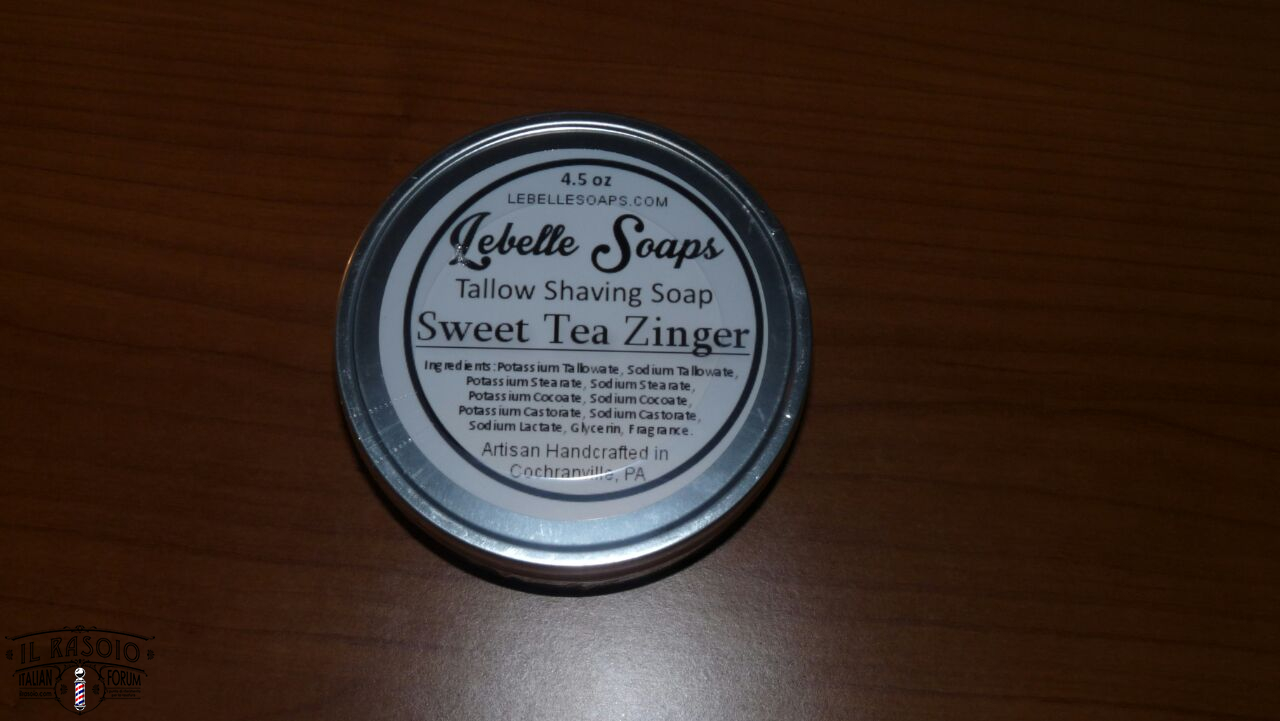 4.5 oz
LEBELLESOAPS.COM
Lebelle Soaps
Tallow Shaving Soap
Sweet Tea Zinger
Ingredients:Potassium Tallowate, Sodium Tallowate,
Potassium Stearate, Sodium Stearate,
Potassium Cocoate, Sodium Cocoate,
Potassium Castorate, Sodium Castorate,
Sodium Lactate, Glycerin, Fragrance.
Artisan Handcrafted in
Cochranville, PA
IL RASOIO
ITALIAN FORUM